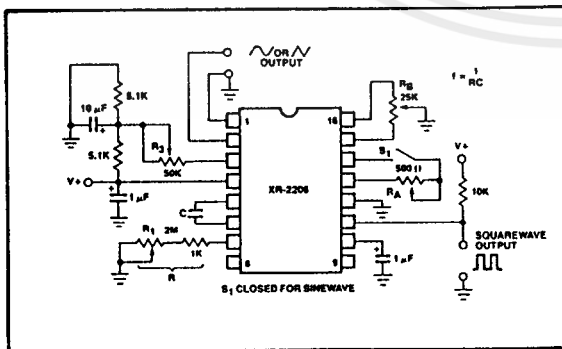 ∿ OR ⩘
OUTPUT
f = 1/RC
5.1K
10 µF
+
5.1K
R3
50K
V+
+
1 µF
C
R1 2M
1K
R
1
8
XR-2206
16
9
RB
25K
S1
500 Ω
RA
V+
10K
SQUAREWAVE
OUTPUT
+
1 µF
S1 CLOSED FOR SINEWAVE